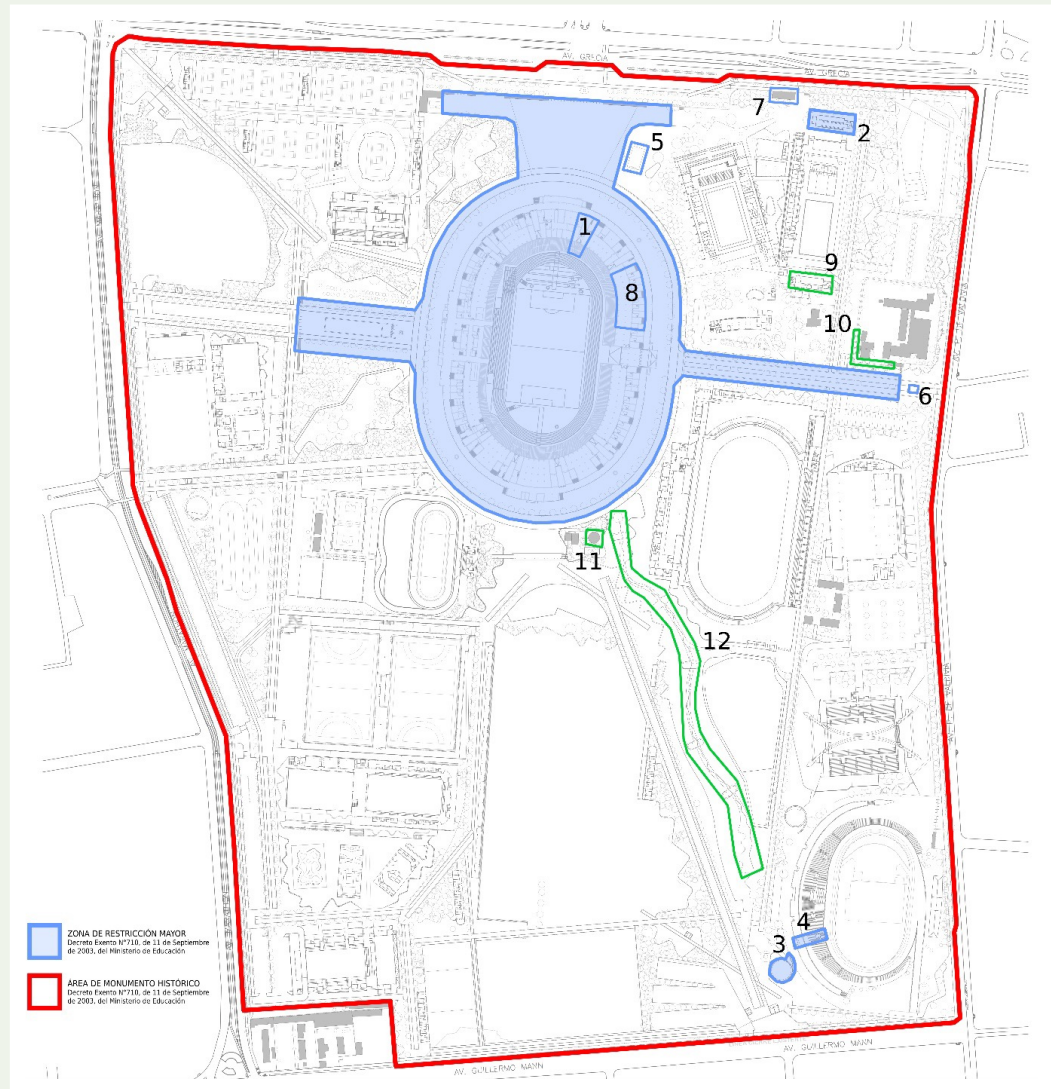 AV. GRECIA
AV. GRECIA
7
2
5
1
9
8
10
6
11
12
4
3
ZONA DE RESTRICCIÓN MAYOR
Decreto Exento N°710, de 11 de Septiembre
de 2003, del Ministerio de Educación
ÁREA DE MONUMENTO HISTÓRICO
Decreto Exento N°710, de 11 de Septiembre
de 2003, del Ministerio de Educación
AV. GUILLERMO MANN
AV. GUILLERMO MANN